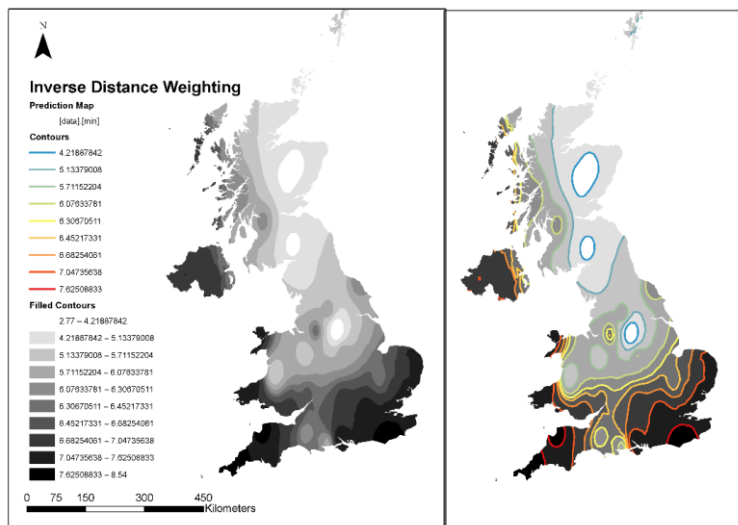 N
Inverse Distance Weighting
Prediction Map
[data].[min]
Contours
4.21887842
5.13379008
5.71152204
6.07633781
6.30670511
6.45217331
6.68254061
7.04735638
7.62508833
Filled Contours
2.77 – 4.21887842
4.21887842 – 5.13379008
5.13379008 – 5.71152204
5.71152204 – 6.07633781
6.07633781 – 6.30670511
6.30670511 – 6.45217331
6.45217331 – 6.68254061
6.68254061 – 7.04735638
7.04735638 – 7.62508833
7.62508833 – 8.54
0 75 150 300 450
Kilometers